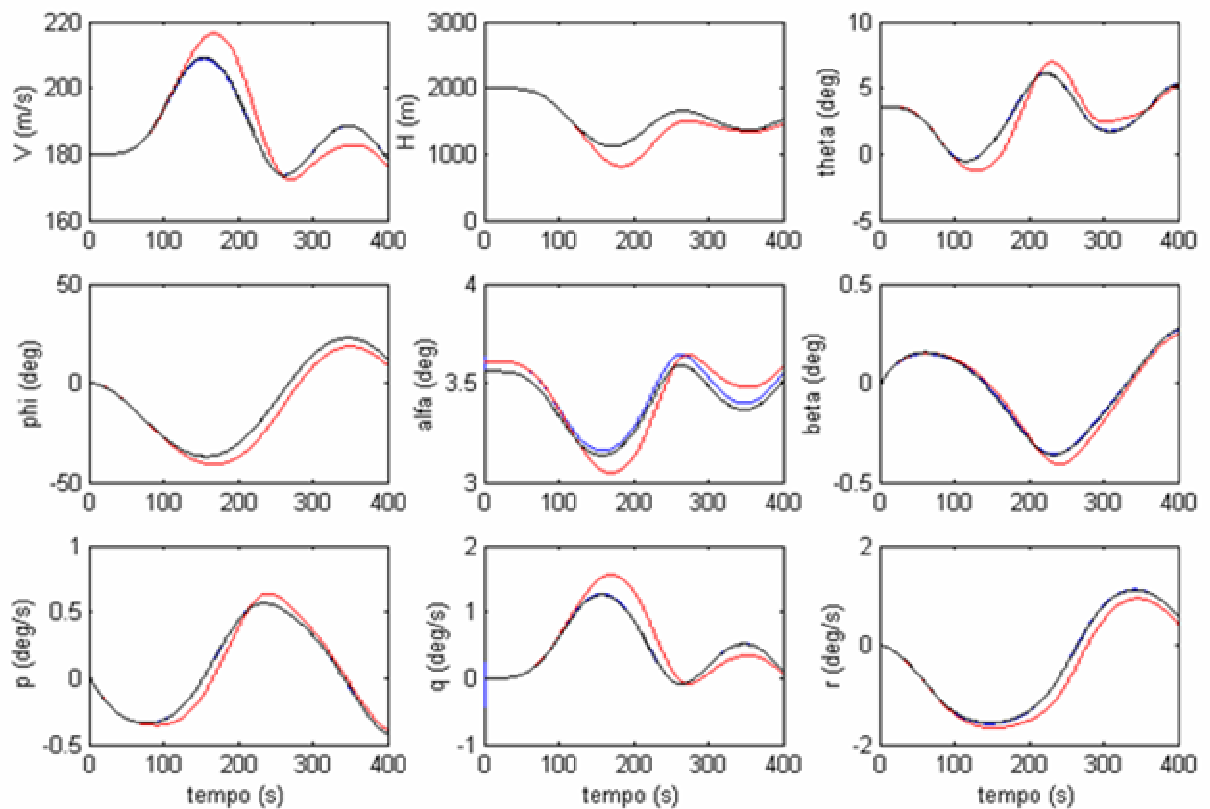 220
200
180
160
V (m/s)
0 100 200 300 400
3000
2000
1000
0
H (m)
0 100 200 300 400
10
5
0
-5
theta (deg)
0 100 200 300 400
50
0
-50
phi (deg)
0 100 200 300 400
4
3.5
3
alfa (deg)
0 100 200 300 400
0.5
0
-0.5
beta (deg)
0 100 200 300 400
1
0.5
0
-0.5
p (deg/s)
0 100 200 300 400
tempo (s)
2
1
0
-1
q (deg/s)
0 100 200 300 400
tempo (s)
2
0
-2
r (deg/s)
0 100 200 300 400
tempo (s)